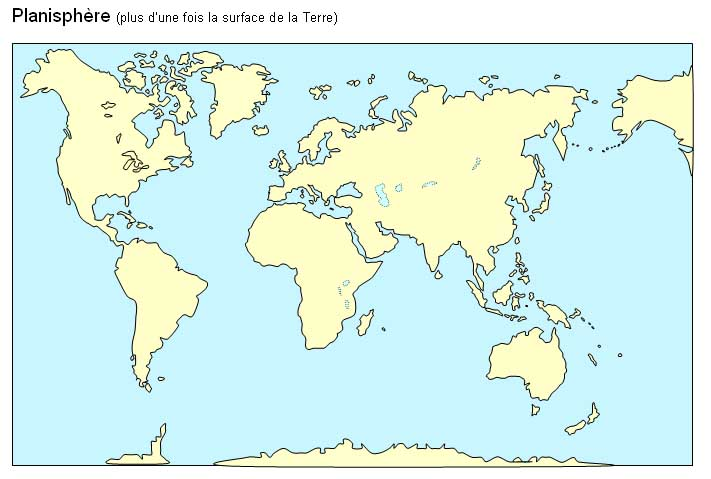 Planisphère (plus d'une fois la surface de la Terre)